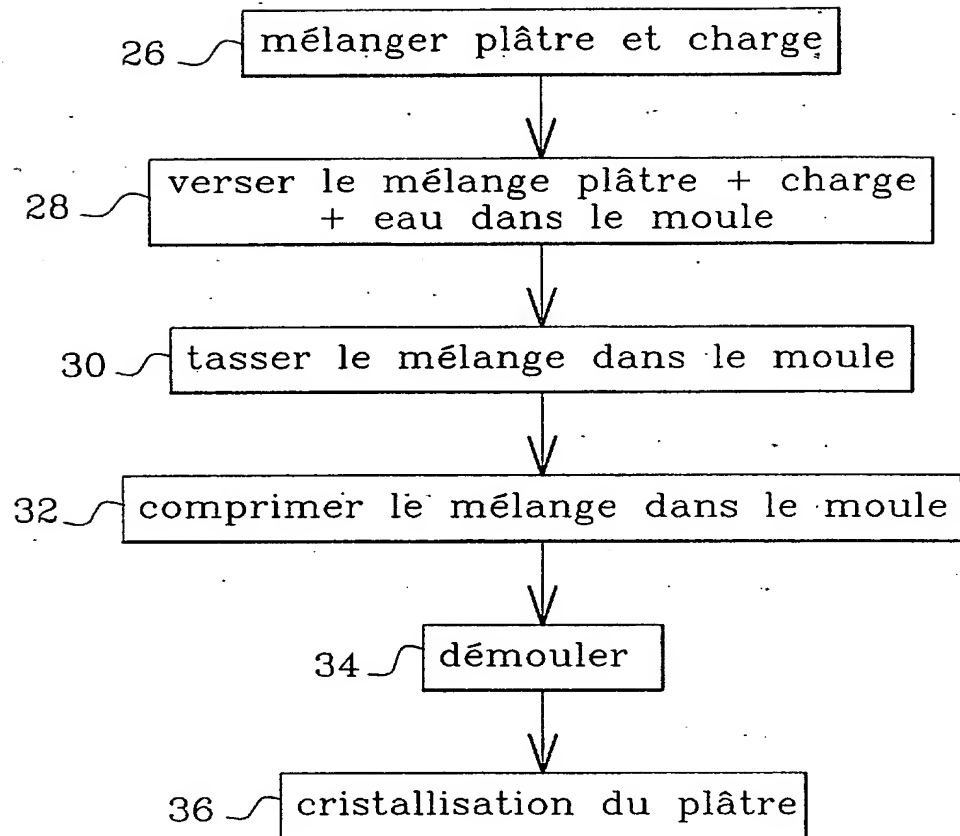 26 mélanger plâtre et charge
28 verser le mélange plâtre + charge
+ eau dans le moule
30 tasser le mélange dans le moule
32 comprimer le mélange dans le moule
34 démouler
36 cristallisation du plâtre